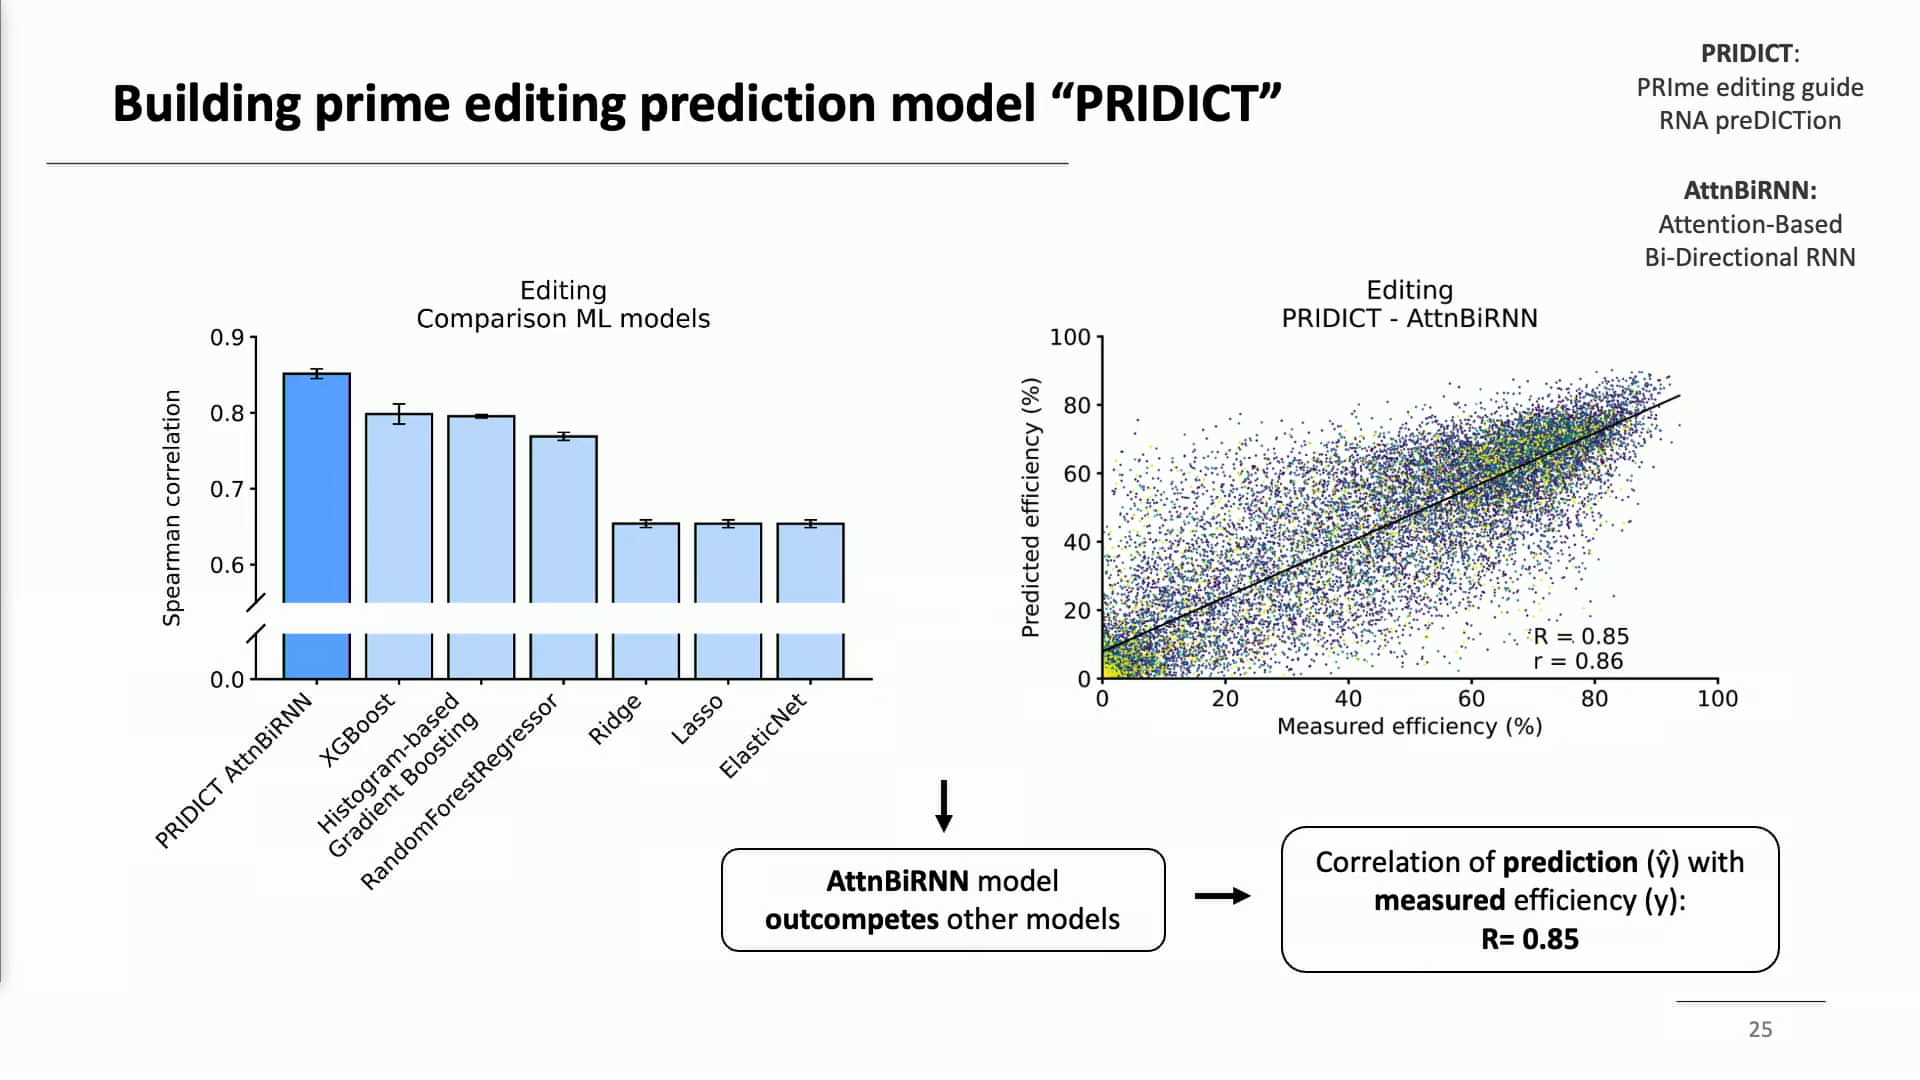 Building prime editing prediction model “PRIDICT”
PRIDICT:
PRIme editing guide
RNA preDICTion
AttnBiRNN:
Attention-Based
Bi-Directional RNN
Editing
Comparison ML models
Spearman correlation
0.9
0.8
0.7
0.6
0.0
PRIDICT AttnBiRNN
XGBoost
Histogram-based
Gradient Boosting
RandomForestRegressor
Ridge
Lasso
ElasticNet
Editing
PRIDICT - AttnBiRNN
Predicted efficiency (%)
100
80
60
40
20
0
R = 0.85
r = 0.86
0 20 40 60 80 100
Measured efficiency (%)
AttnBiRNN model
outcompetes other models
Correlation of prediction (ŷ) with
measured efficiency (y):
R= 0.85
25